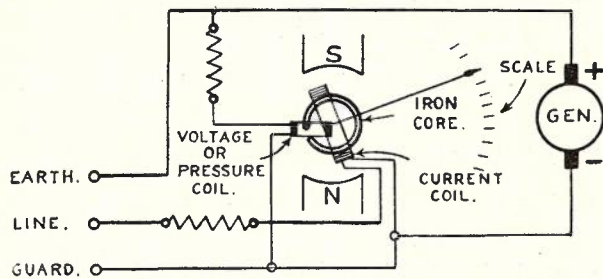 S
+
SCALE
IRON
CORE.
GEN.
VOLTAGE
OR
PRESSURE
COIL.
-
EARTH.
N
CURRENT
COIL.
LINE.
GUARD.